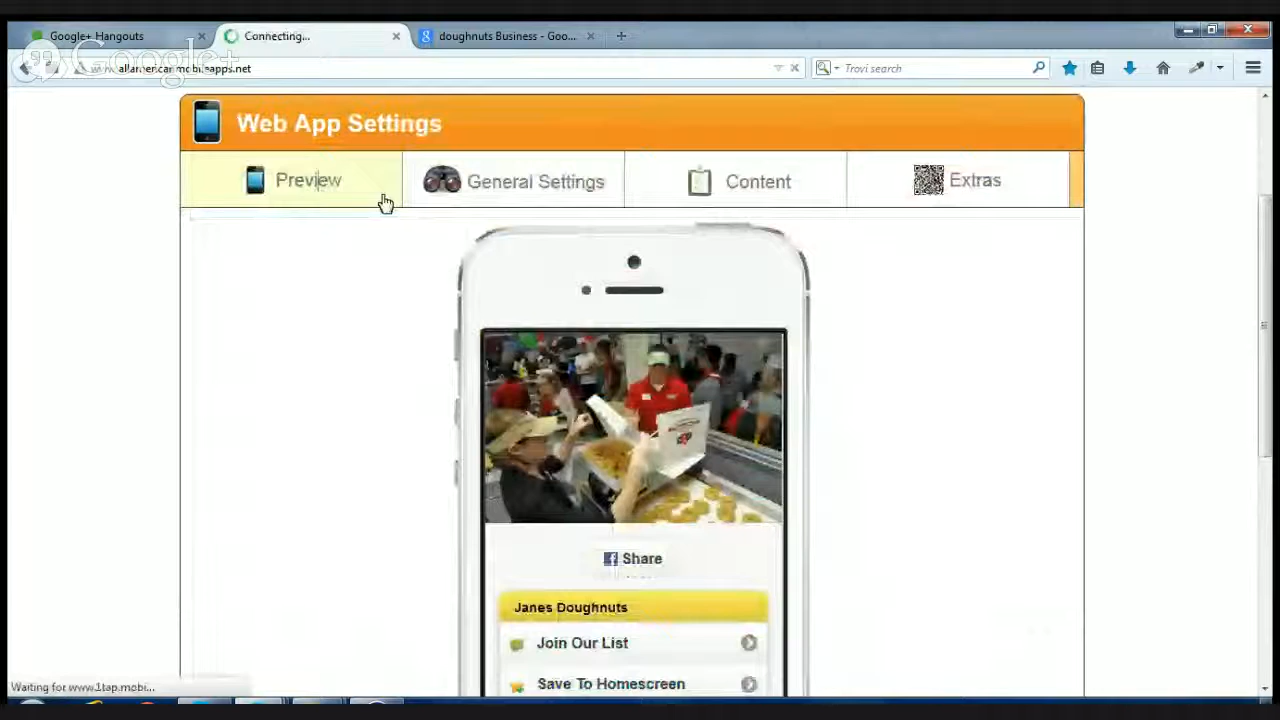 Google+ Hangouts
Connecting...
doughnuts Business - Goo...
Google+
allamericanmobileapps.net
Trovi search
Web App Settings
Preview
General Settings
Content
Extras
Share
Janes Doughnuts
Join Our List
Save To Homescreen
Waiting for www.1tap.mobi...